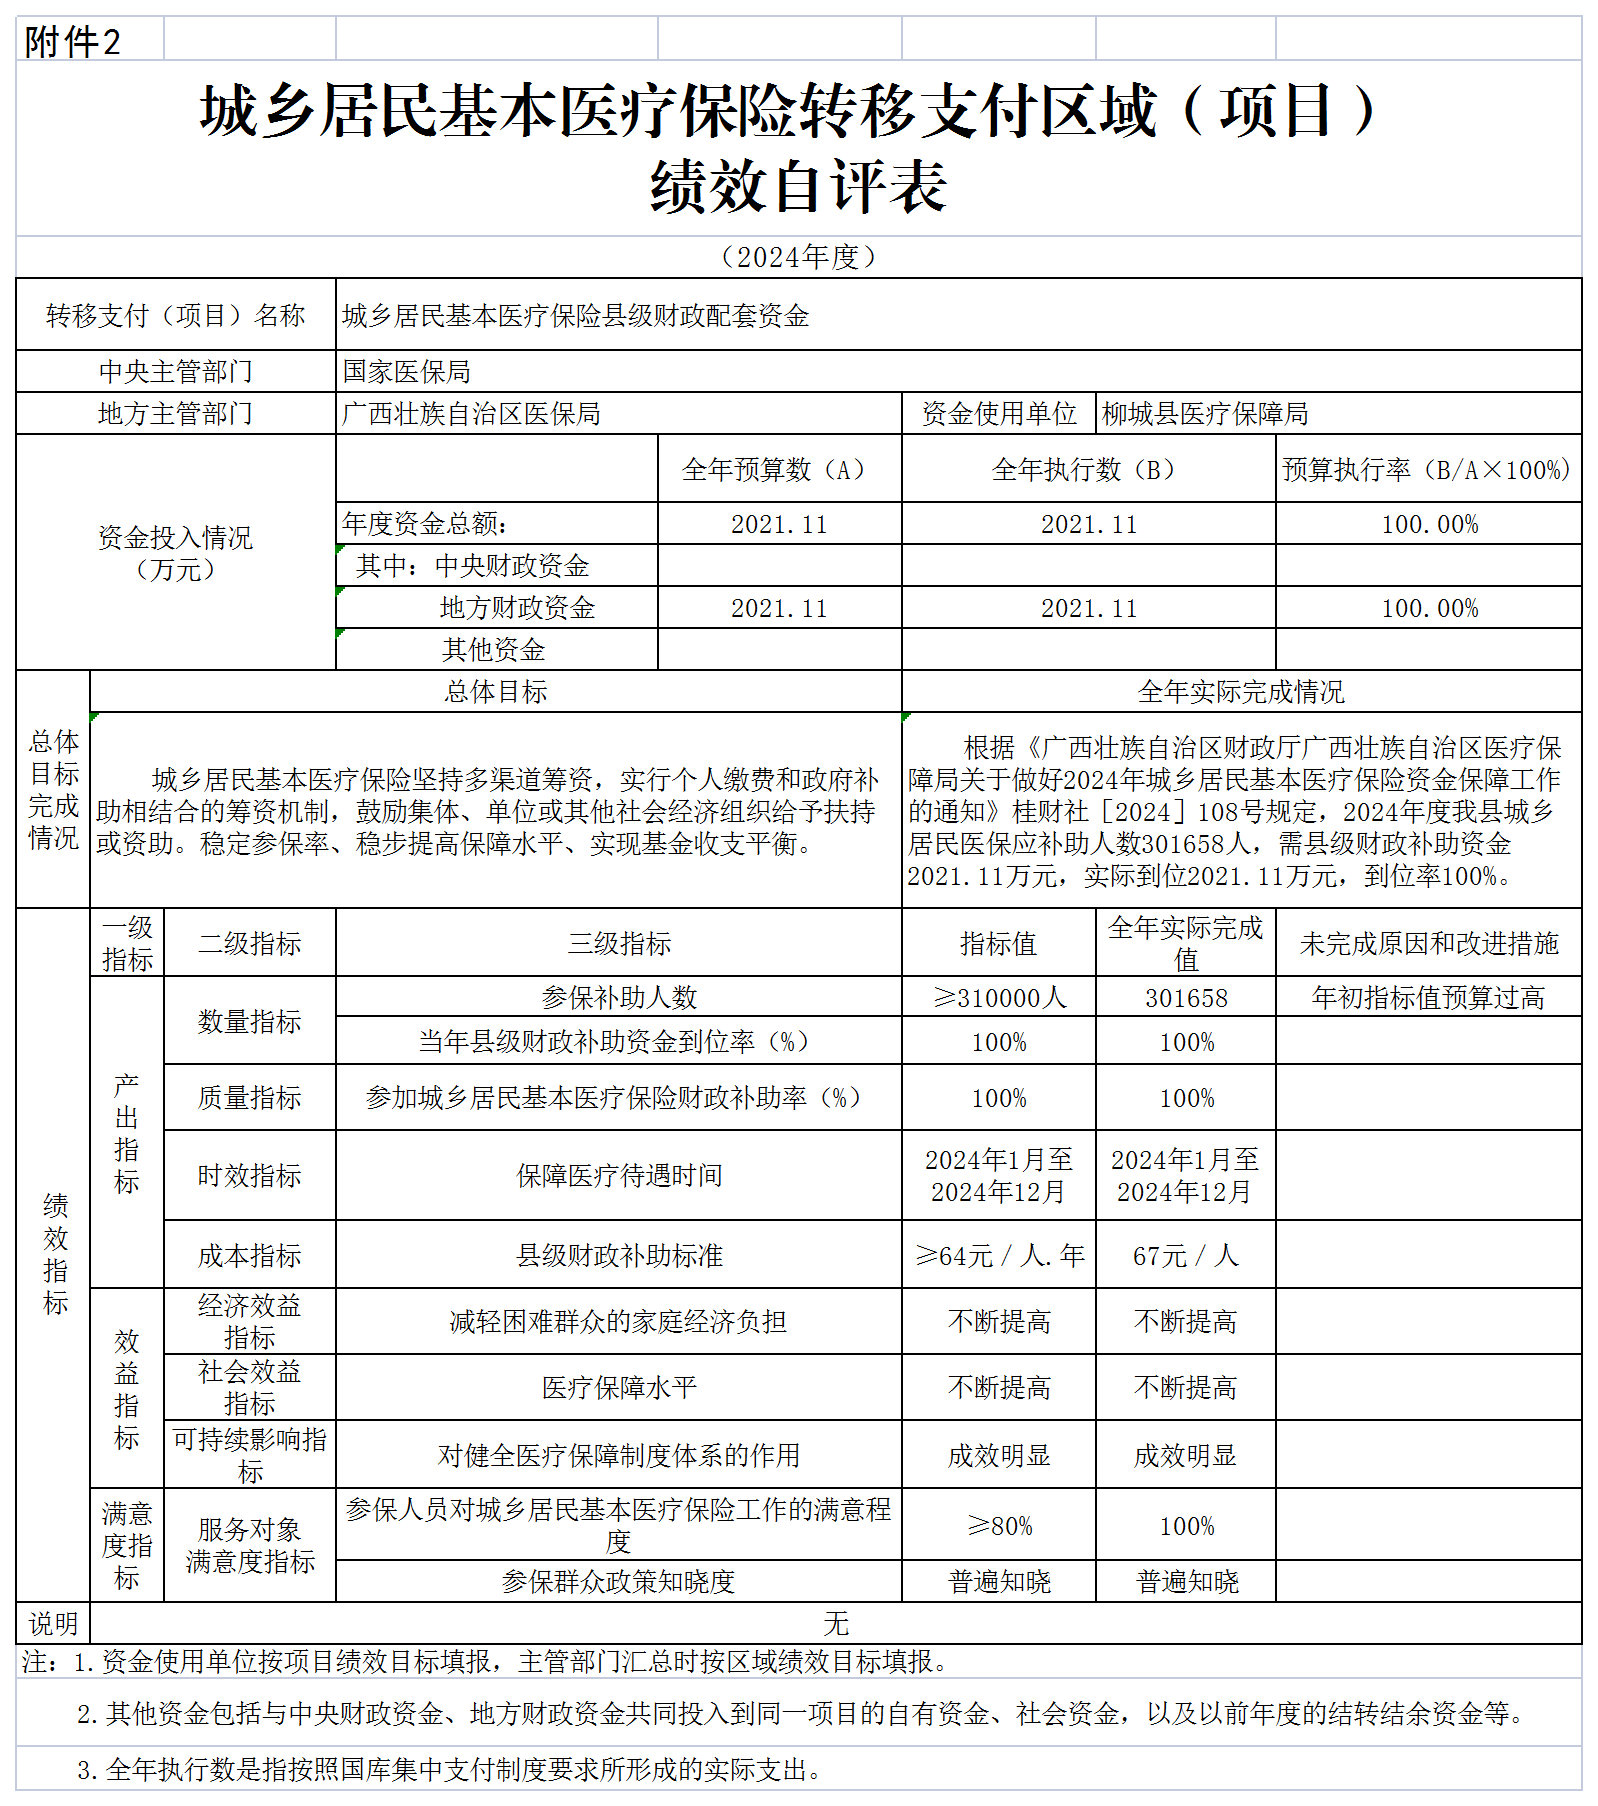 附件2
城乡居民基本医疗保险转移支付区域（项目）
绩效自评表
（2024年度）
转移支付（项目）名称 城乡居民基本医疗保险县级财政配套资金
中央主管部门 国家医保局
地方主管部门 广西壮族自治区医保局 资金使用单位 柳城县医疗保障局
资金投入情况
（万元）
全年预算数（A） 全年执行数（B） 预算执行率（B/A×100%)
年度资金总额： 2021.11 2021.11 100.00%
其中：中央财政资金
地方财政资金 2021.11 2021.11 100.00%
其他资金
总体
目标
完成
情况
总体目标 全年实际完成情况
城乡居民基本医疗保险坚持多渠道筹资，实行个人缴费和政府补
助相结合的筹资机制，鼓励集体、单位或其他社会经济组织给予扶持
或资助。稳定参保率、稳步提高保障水平、实现基金收支平衡。
根据《广西壮族自治区财政厅广西壮族自治区医疗保
障局关于做好2024年城乡居民基本医疗保险资金保障工作
的通知》桂财社［2024］108号规定，2024年度我县城乡
居民医保应补助人数301658人，需县级财政补助资金
2021.11万元，实际到位2021.11万元，到位率100%。
绩
效
指
标
一级
指标
二级指标 三级指标 指标值
全年实际完成
值
未完成原因和改进措施
产
出
指
标
数量指标
参保补助人数 ≥310000人 301658 年初指标值预算过高
当年县级财政补助资金到位率（%） 100% 100%
质量指标 参加城乡居民基本医疗保险财政补助率（%） 100% 100%
时效指标 保障医疗待遇时间
2024年1月至
2024年12月
2024年1月至
2024年12月
成本指标 县级财政补助标准 ≥64元／人.年 67元／人
效
益
指
标
经济效益
指标
减轻困难群众的家庭经济负担 不断提高 不断提高
社会效益
指标
医疗保障水平 不断提高 不断提高
可持续影响指
标
对健全医疗保障制度体系的作用 成效明显 成效明显
满意
度指
标
服务对象
满意度指标
参保人员对城乡居民基本医疗保险工作的满意程
度
≥80% 100%
参保群众政策知晓度 普遍知晓 普遍知晓
说明 无
注：1.资金使用单位按项目绩效目标填报，主管部门汇总时按区域绩效目标填报。
2.其他资金包括与中央财政资金、地方财政资金共同投入到同一项目的自有资金、社会资金，以及以前年度的结转结余资金等。
3.全年执行数是指按照国库集中支付制度要求所形成的实际支出。